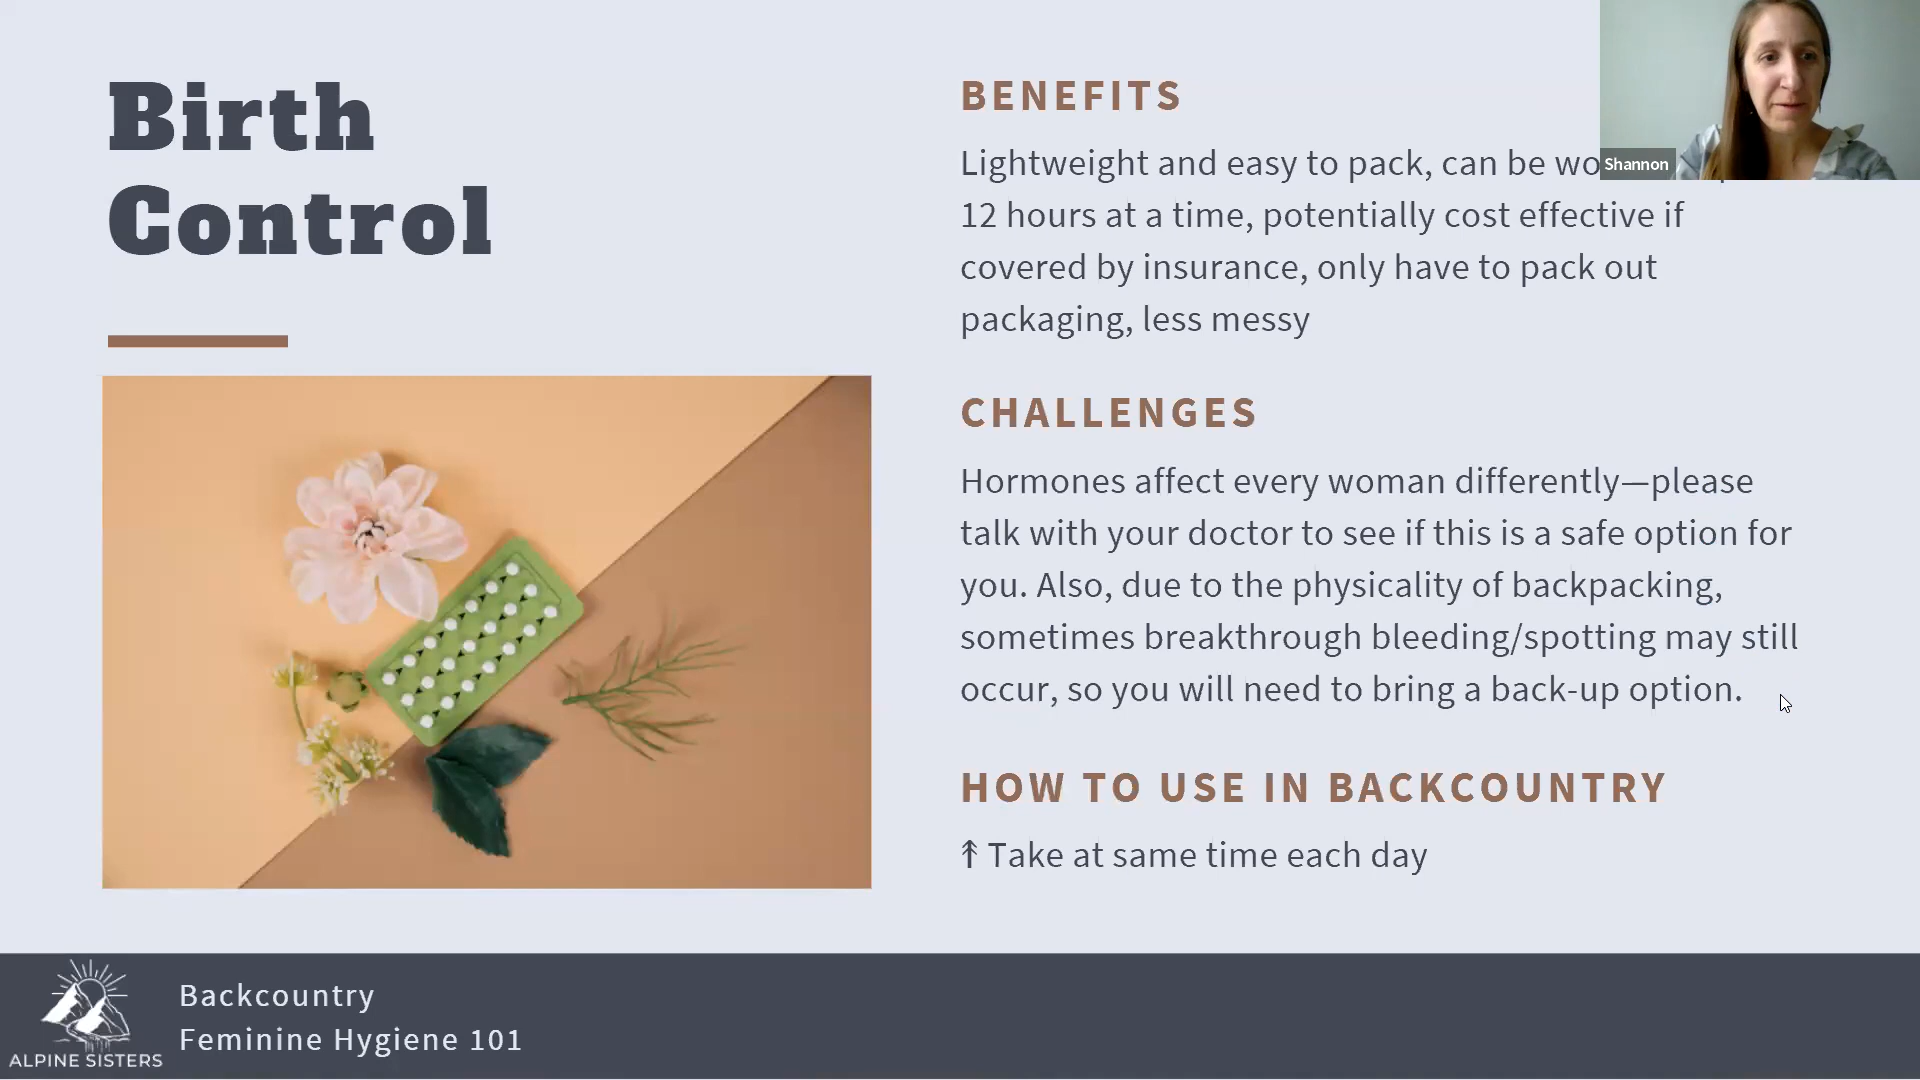 Birth
Control
BENEFITS
Lightweight and easy to pack, can be
12 hours at a time, potentially cost effective if
covered by insurance, only have to pack out
packaging, less messy
Shannon
CHALLENGES
Hormones affect every woman differently—please
talk with your doctor to see if this is a safe option for
you. Also, due to the physicality of backpacking,
sometimes breakthrough bleeding/spotting may still
occur, so you will need to bring a back-up option.
HOW TO USE IN BACKCOUNTRY
↟ Take at same time each day
Backcountry
Feminine Hygiene 101
ALPINE SISTERS